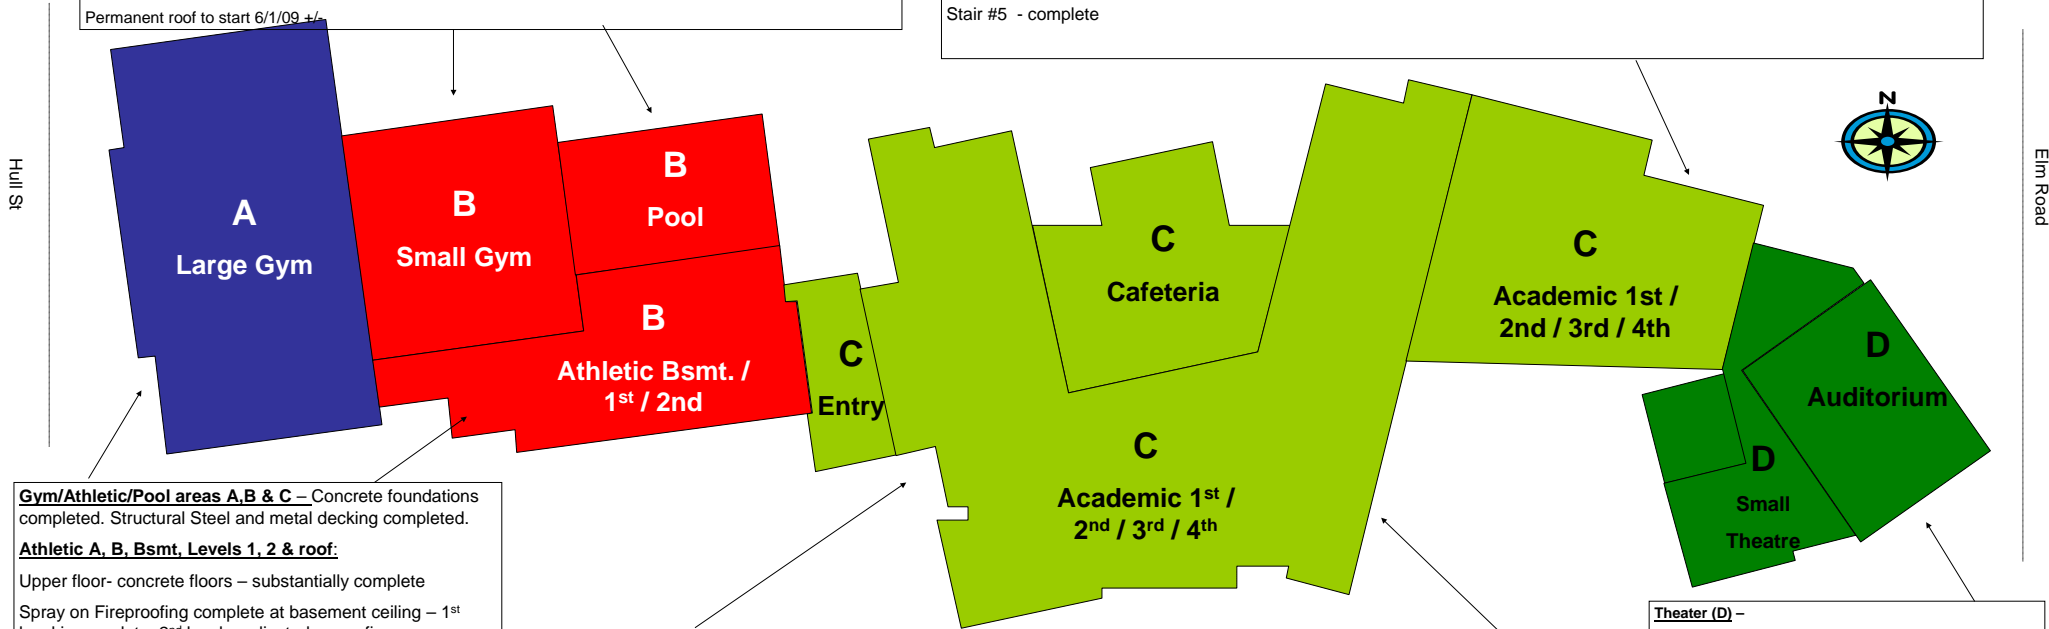 Permanent roof to start 6/1/09 +/-
Stair #5 - complete
Hull St
Elm Road
N
A
Large Gym
B
Small Gym
B
Pool
B
Athletic Bsmt. /
1st / 2nd
C
Entry
C
Cafeteria
C
Academic 1st /
2nd / 3rd / 4th
C
Academic 1st /
2nd / 3rd / 4th
D
Auditorium
D
Small
Theatre
Gym/Athletic/Pool areas A,B & C – Concrete foundations
completed. Structural Steel and metal decking completed.
Athletic A, B, Bsmt, Levels 1, 2 & roof:
Upper floor- concrete floors – substantially complete
Spray on Fireproofing complete at basement ceiling – 1st
Theater (D) –